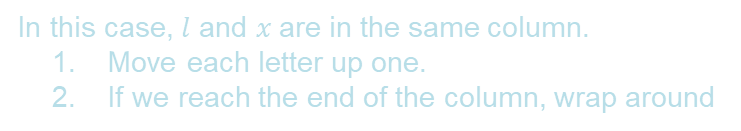 In this case, l and x are in the same column.
1. Move each letter up one.
2. If we reach the end of the column, wrap around